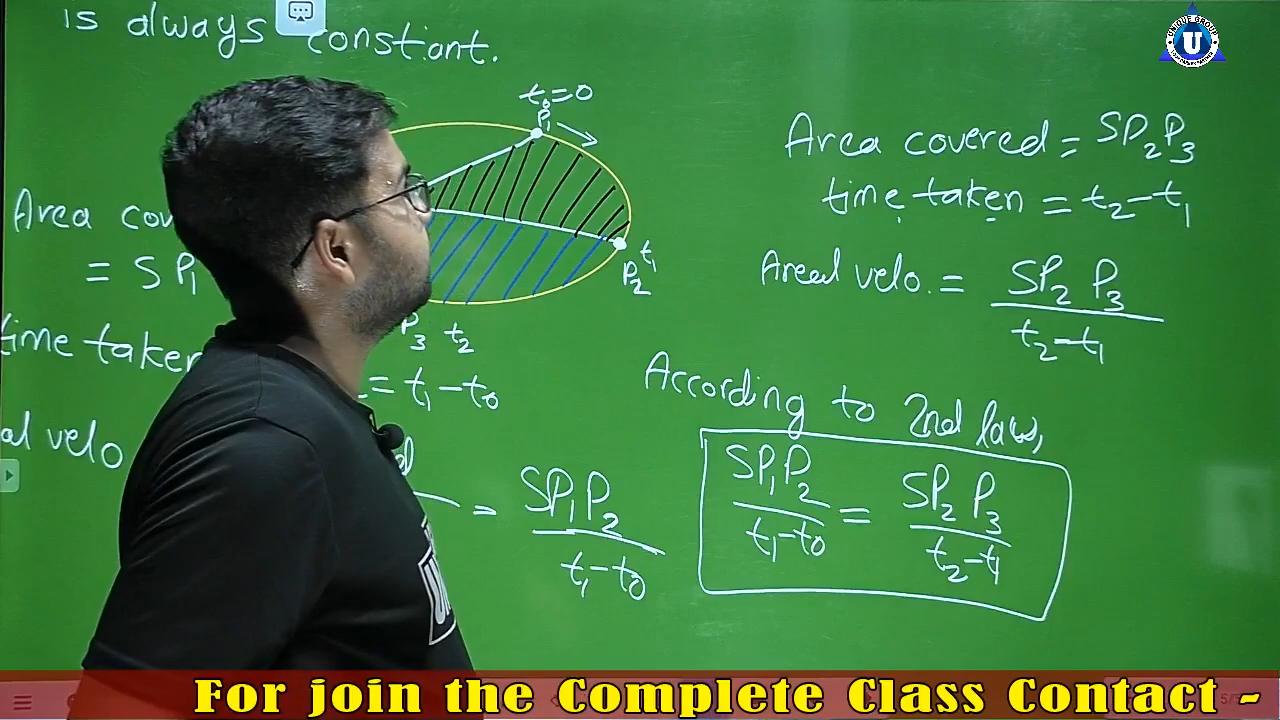 is always constant.
t₀=0
P₁
Area cov
= SP₁
t₁
P₂
P₃ t₂
time taken = t₁-t₀
al velo = SP₁P₂
t₁-t₀
Area covered = SP₂P₃
time taken = t₂-t₁
Areal velo. = SP₂P₃
t₂-t₁
According to 2nd law,
SP₁P₂ = SP₂P₃
t₁-t₀ t₂-t₁
UNIQUE GROUP
U
For join the Complete Class Contact -